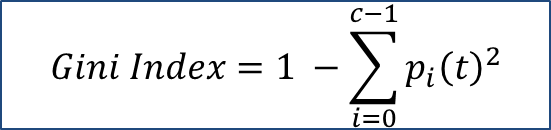 Gini Index = 1 − ∑_{i=0}^{c−1} p_i(t)²